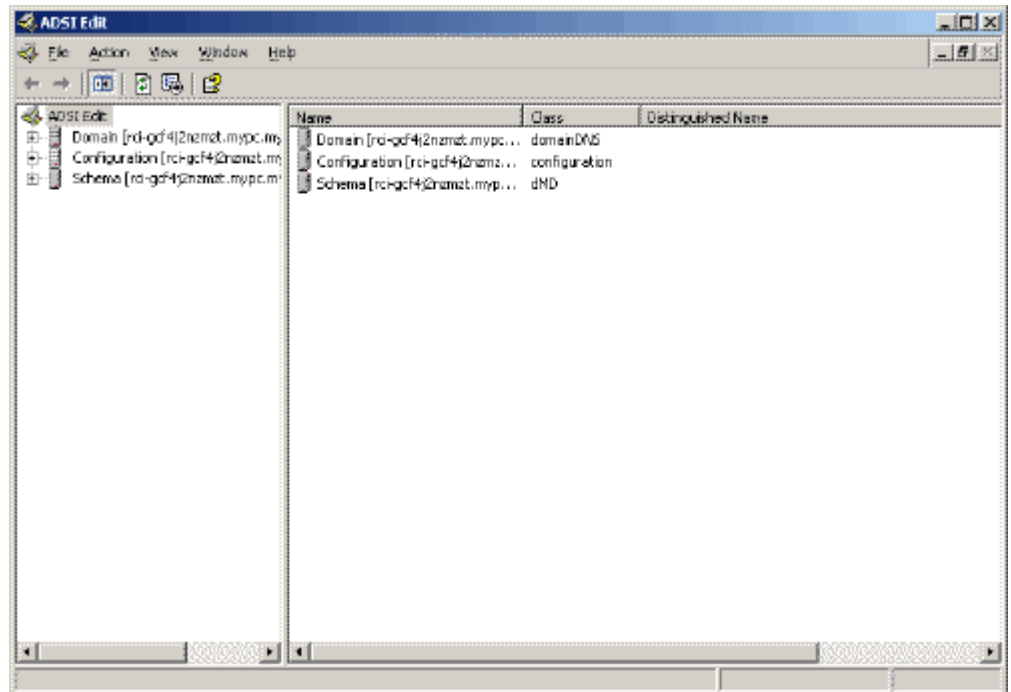 ADSI Edit
File Action View Window Help
ADSI Edit
Domain [rci-gcf4j2nzmzt.mypc.my
Configuration [rci-gcf4j2nzmzt.my
Schema [rci-gcf4j2nzmzt.mypc.m
Name Class Distinguished Name
Domain [rci-gcf4j2nzmzt.mypc... domainDNS
Configuration [rci-gcf4j2nzmz... configuration
Schema [rci-gcf4j2nzmzt.myp... dMD